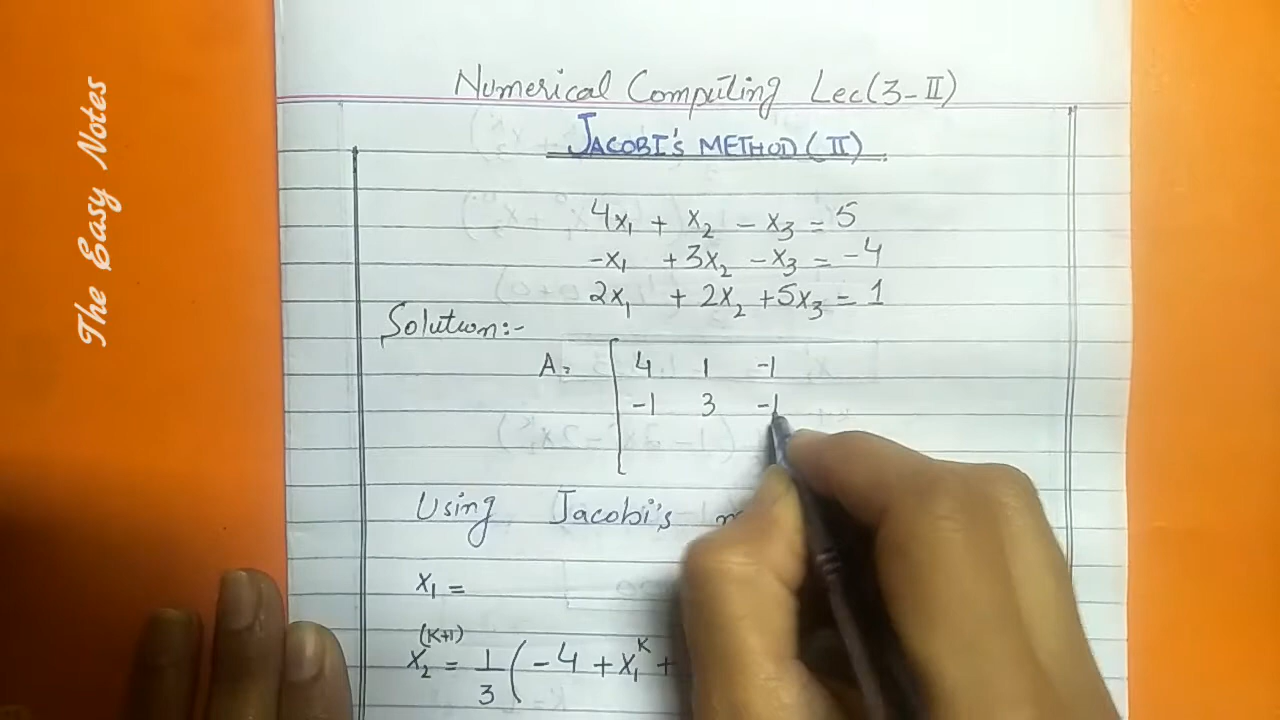 The Easy Notes
Numerical Computing Lec(3-II)
JACOBI'S METHOD (II)
4x₁ + x₂ - x₃ = 5
-x₁ + 3x₂ - x₃ = -4
2x₁ + 2x₂ + 5x₃ = 1
Solution:-
A = [ 4 1 -1
-1 3 -1
Using Jacobi's
x₁ =
x₂⁽ᴷ⁺¹⁾ = 1/3 ( -4 + x₁ᴷ +